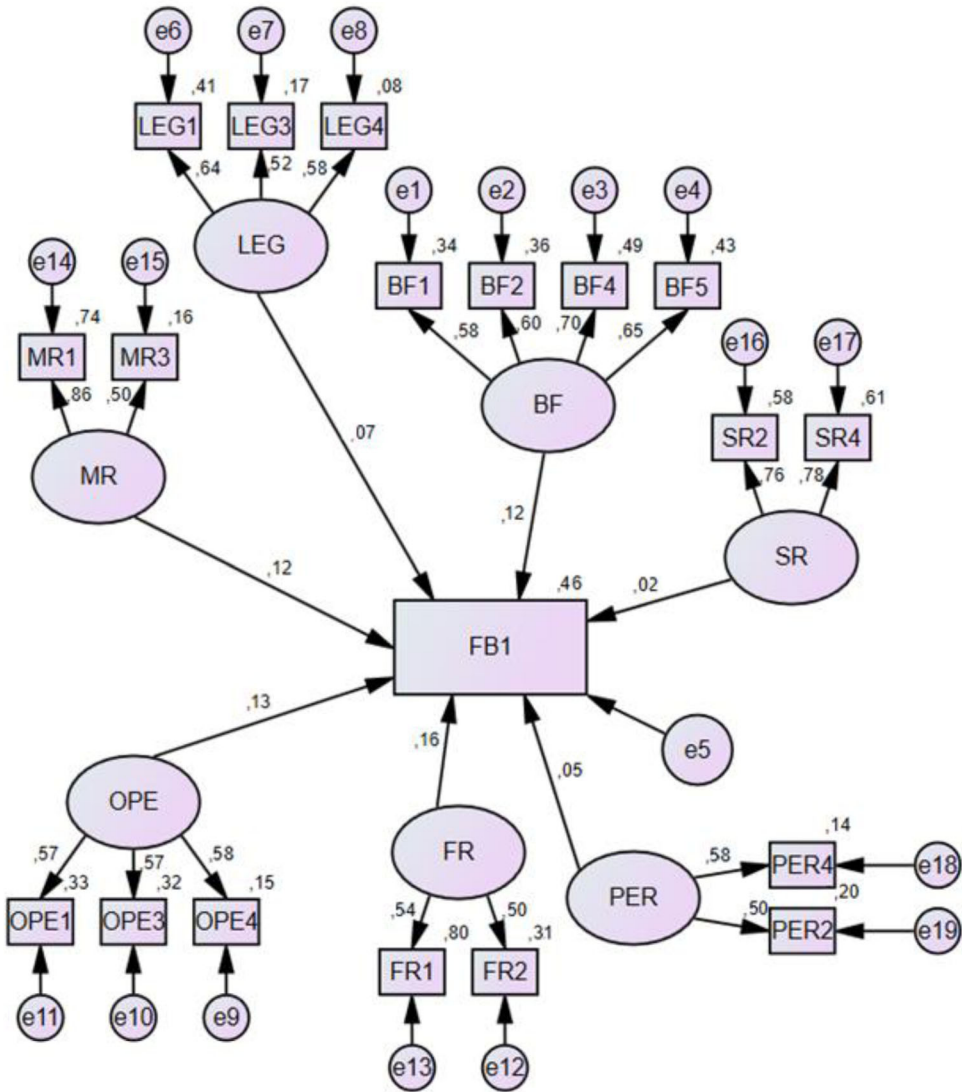 e6 e7 e8
,41 ,17 ,08
LEG1 LEG3 LEG4
,64 ,52 ,58
LEG
e1 e2 e3 e4
,34 ,36 ,49 ,43
BF1 BF2 BF4 BF5
,58 ,60 ,70 ,65
BF
e14 e15
,74 ,16
MR1 MR3
,86 ,50
MR
e16 e17
,58 ,61
SR2 SR4
,76 ,78
SR
,07
,12
,12
,02
,46
FB1
,13
,16
,05
e5
OPE
,57 ,57 ,58
,33 ,32 ,15
OPE1 OPE3 OPE4
e11 e10 e9
FR
,54 ,50
,80 ,31
FR1 FR2
e13 e12
PER
,58 ,14
PER4 e18
,50 ,20
PER2 e19